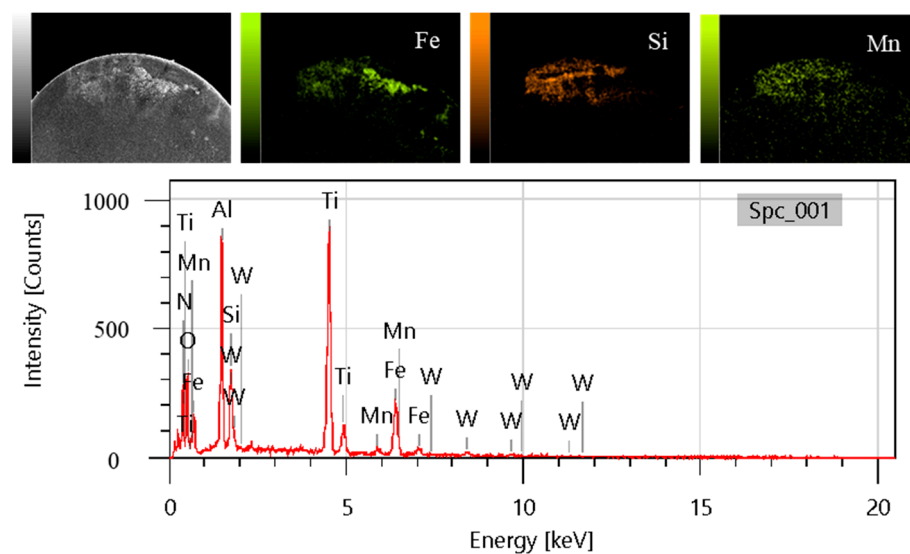 Fe
Si
Mn
Spc_001
Intensity [Counts]
1000
500
0
Ti
Mn
N
O
Fe
Ti
Al
W
Si
W
W
Ti
Ti
Mn
Fe
Mn
Fe
W
W
W
W
W
W
0
5
10
15
20
Energy [keV]